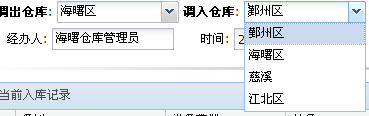 调出仓库: 海曙区 调入仓库: 鄞州区
经办人: 海曙仓库管理员 时间: 2
鄞州区
海曙区
慈溪
江北区
当前入库记录